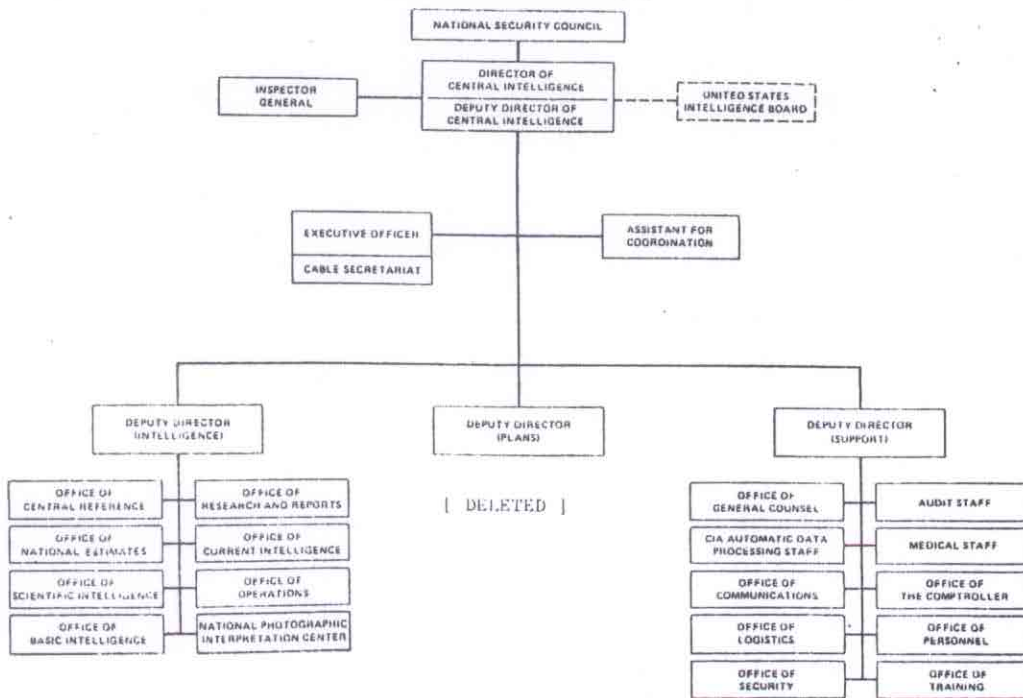 NATIONAL SECURITY COUNCIL
DIRECTOR OF
CENTRAL INTELLIGENCE
DEPUTY DIRECTOR OF
CENTRAL INTELLIGENCE
INSPECTOR
GENERAL
UNITED STATES
INTELLIGENCE BOARD
EXECUTIVE OFFICER
CABLE SECRETARIAT
ASSISTANT FOR
COORDINATION
DEPUTY DIRECTOR
(INTELLIGENCE)
DEPUTY DIRECTOR
(PLANS)
DEPUTY DIRECTOR
(SUPPORT)
OFFICE OF
CENTRAL REFERENCE
OFFICE OF
RESEARCH AND REPORTS
OFFICE OF
NATIONAL ESTIMATES
OFFICE OF
CURRENT INTELLIGENCE
OFFICE OF
SCIENTIFIC INTELLIGENCE
OFFICE OF
OPERATIONS
OFFICE OF
BASIC INTELLIGENCE
NATIONAL PHOTOGRAPHIC
INTERPRETATION CENTER
[ DELETED ]
OFFICE OF
GENERAL COUNSEL
AUDIT STAFF
CIA AUTOMATIC DATA
PROCESSING STAFF
MEDICAL STAFF
OFFICE OF
COMMUNICATIONS
OFFICE OF
THE COMPTROLLER
OFFICE OF
LOGISTICS
OFFICE OF
PERSONNEL
OFFICE OF
SECURITY
OFFICE OF
TRAINING